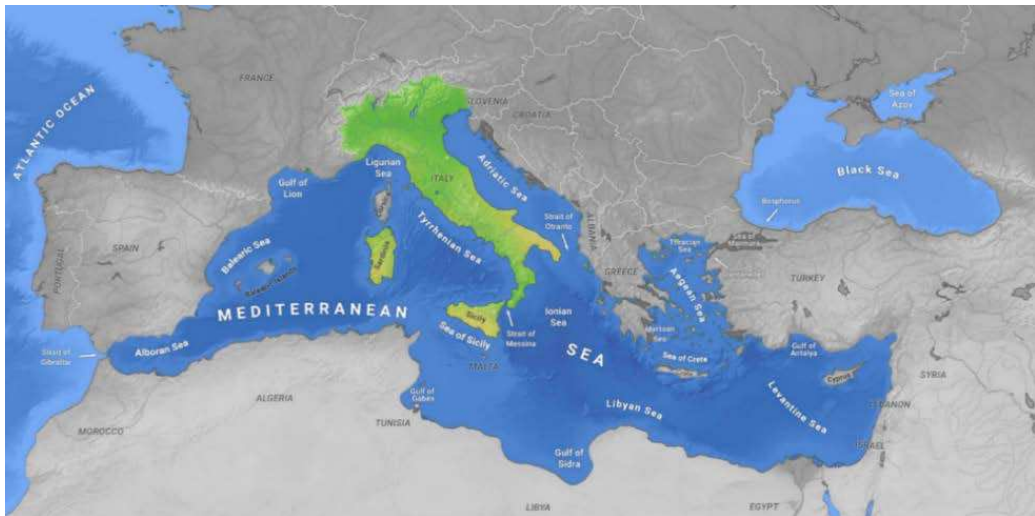 ATLANTIC OCEAN
FRANCE
SLOVENIA
CROATIA
Sea of
Azov
Black Sea
Bosphorus
Ligurian
Sea
Gulf of
Lion
ITALY
Adriatic Sea
Strait of
Otranto
ALBANIA
Sea of
Marmara
Thracian
Sea
PORTUGAL
SPAIN
Balearic Sea
Balearic Islands
Sardinia
Tyrrhenian Sea
GREECE
Aegean Sea
TURKEY
MEDITERRANEAN
SEA
Sicily
Ionian
Sea
Strait of
Messina
Sea of Sicily
MALTA
Sea of Crete
Gulf of
Antalya
Cyprus
SYRIA
LEBANON
ISRAEL
Strait of
Gibraltar
Alboran Sea
Gulf of
Gabes
Libyan Sea
Levantine Sea
MOROCCO
ALGERIA
TUNISIA
Gulf of
Sidra
LIBYA
EGYPT